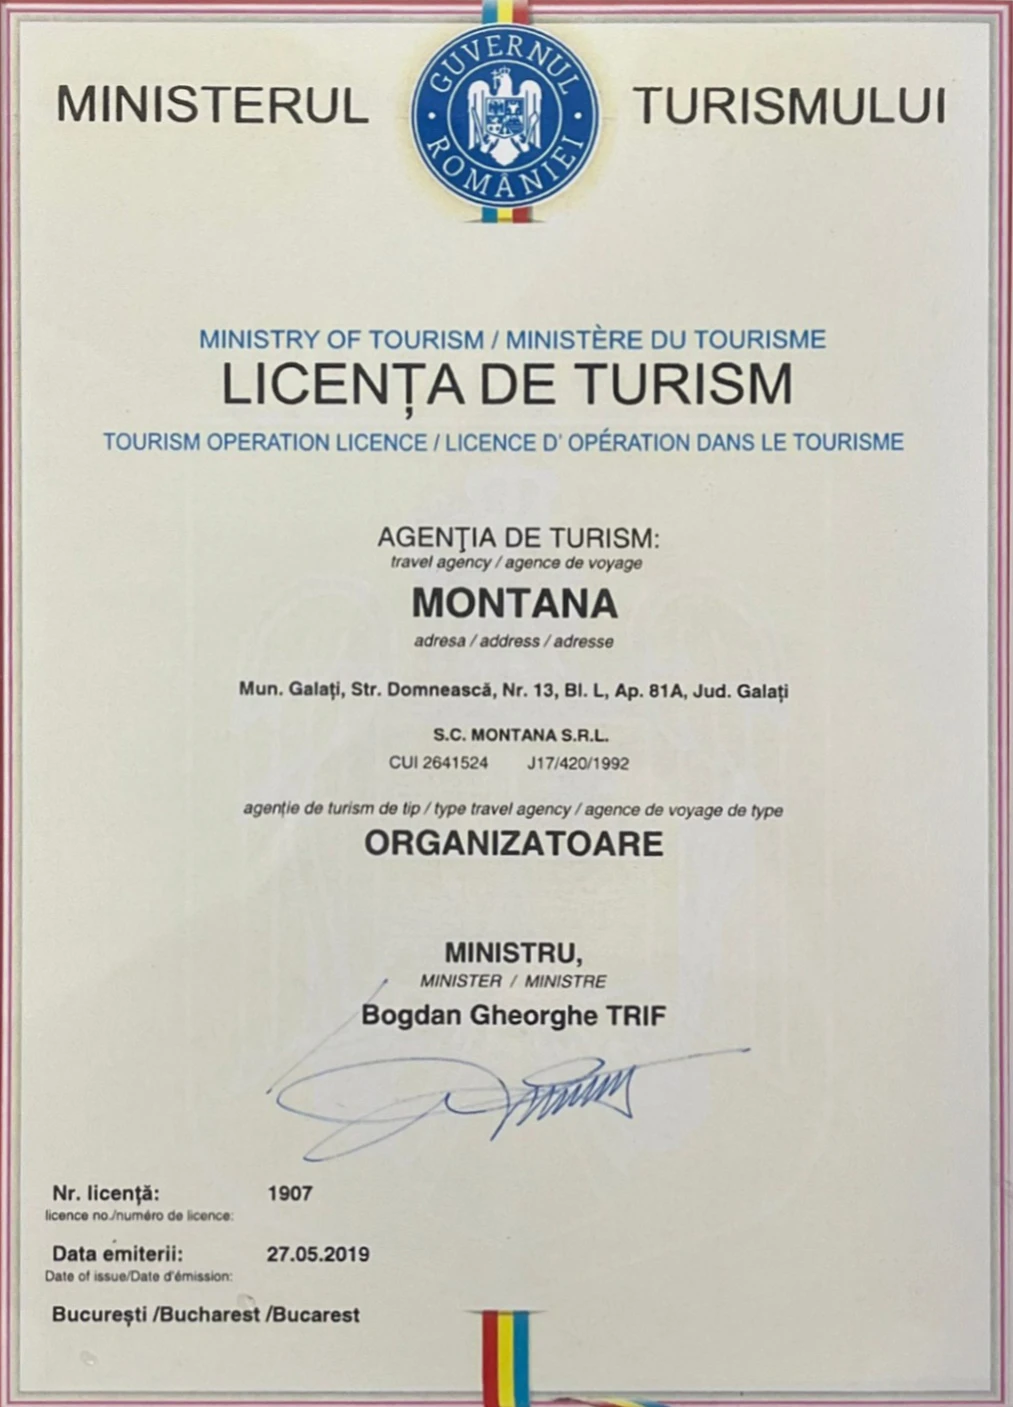 MINISTERUL TURISMULUI
GUVERNUL ROMÂNIEI
MINISTRY OF TOURISM / MINISTÈRE DU TOURISME
LICENȚA DE TURISM
TOURISM OPERATION LICENCE / LICENCE D' OPÉRATION DANS LE TOURISME
AGENŢIA DE TURISM:
travel agency / agence de voyage
MONTANA
adresa / address / adresse
Mun. Galați, Str. Domnească, Nr. 13, Bl. L, Ap. 81A, Jud. Galați
S.C. MONTANA S.R.L.
CUI 2641524 J17/420/1992
agenție de turism de tip / type travel agency / agence de voyage de type
ORGANIZATOARE
MINISTRU,
MINISTER / MINISTRE
Bogdan Gheorghe TRIF
Nr. licență: 1907
licence no./numéro de licence:
Data emiterii: 27.05.2019
Date of issue/Date d'émission:
București /Bucharest /Bucarest